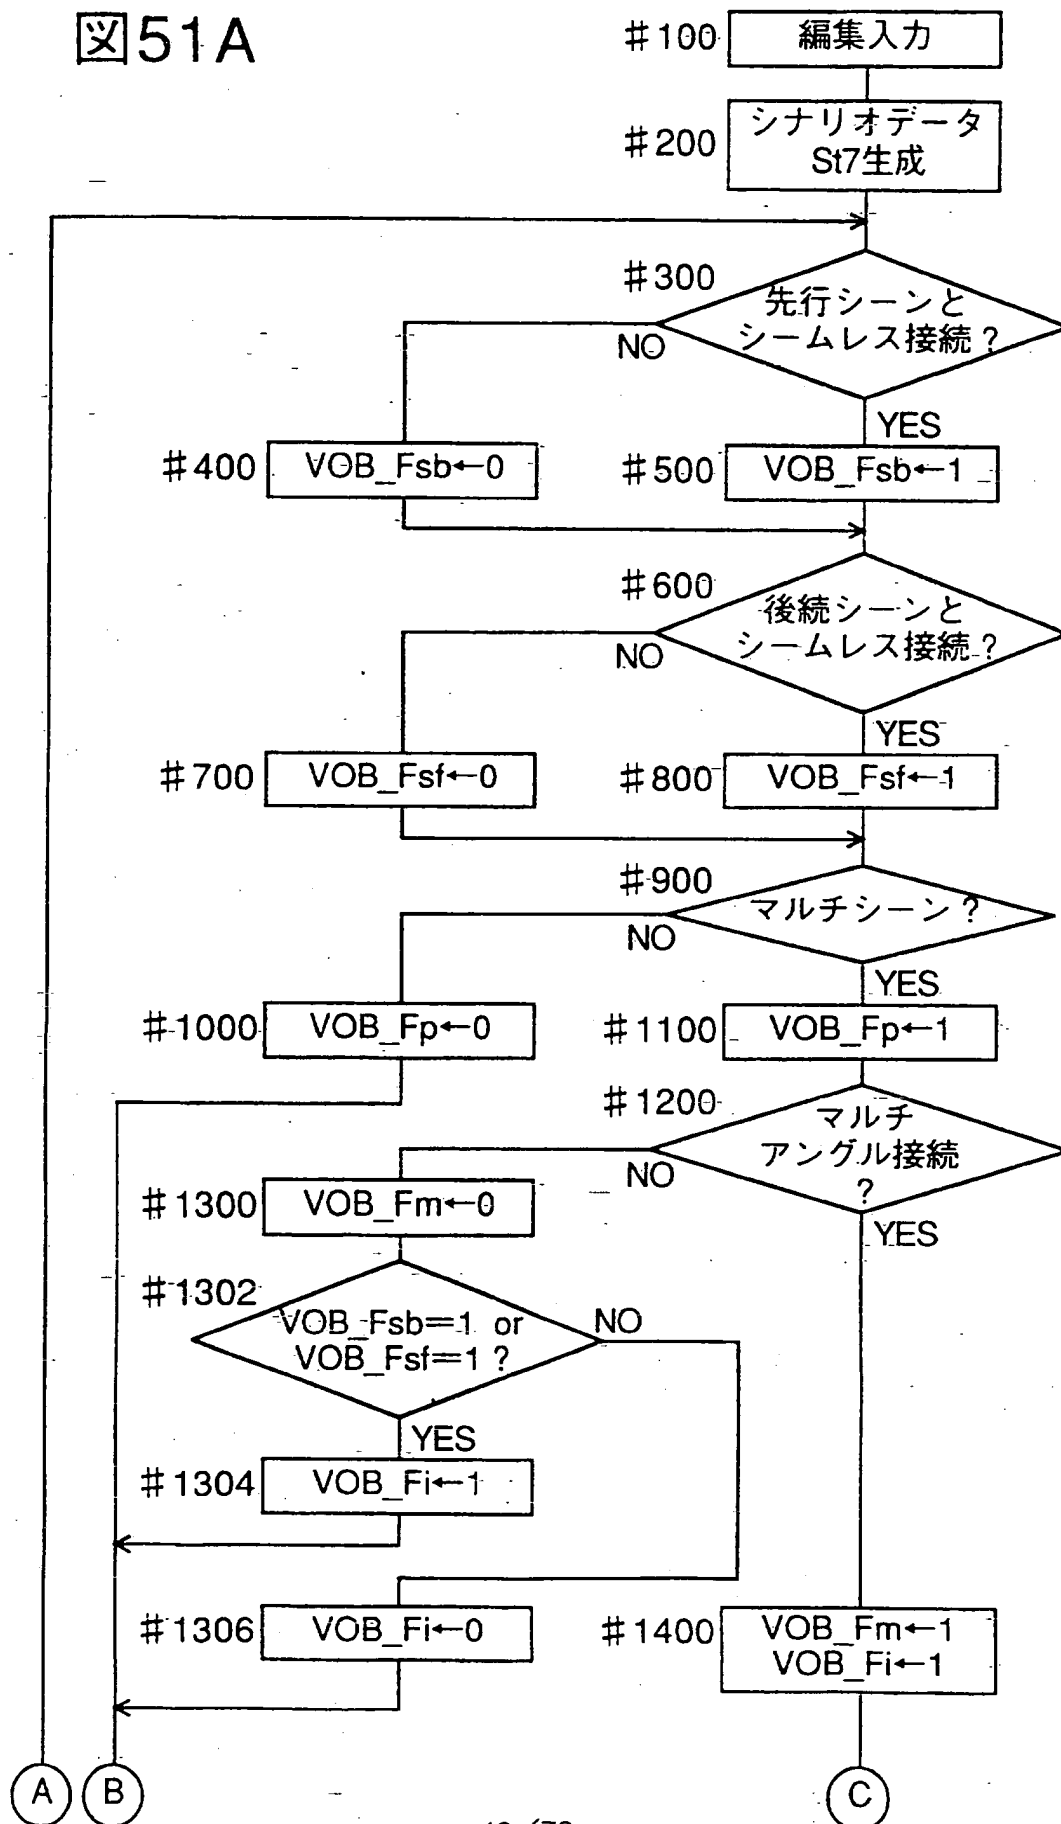 図51A
#100 編集入力
#200 シナリオデータ
St7生成
#300
先行シーンと
シームレス接続?
NO
YES
#400 VOB_Fsb←0
#500 VOB_Fsb←1
#600
後続シーンと
シームレス接続?
NO
YES
#700 VOB_Fsf←0
#800 VOB_Fsf←1
#900
マルチシーン?
NO
YES
#1000 VOB_Fp←0
#1100 VOB_Fp←1
#1200
マルチ
アングル接続
?
NO
YES
#1300 VOB_Fm←0
#1302
VOB_Fsb=1 or
VOB_Fsf=1?
NO
YES
#1304 VOB_Fi←1
#1306 VOB_Fi←0
#1400 VOB_Fm←1
VOB_Fi←1
A
B
C